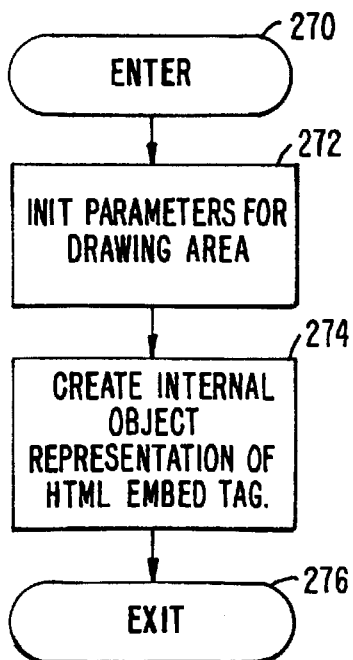 270
ENTER
272
INIT PARAMETERS FOR
DRAWING AREA
274
CREATE INTERNAL
OBJECT
REPRESENTATION OF
HTML EMBED TAG.
276
EXIT